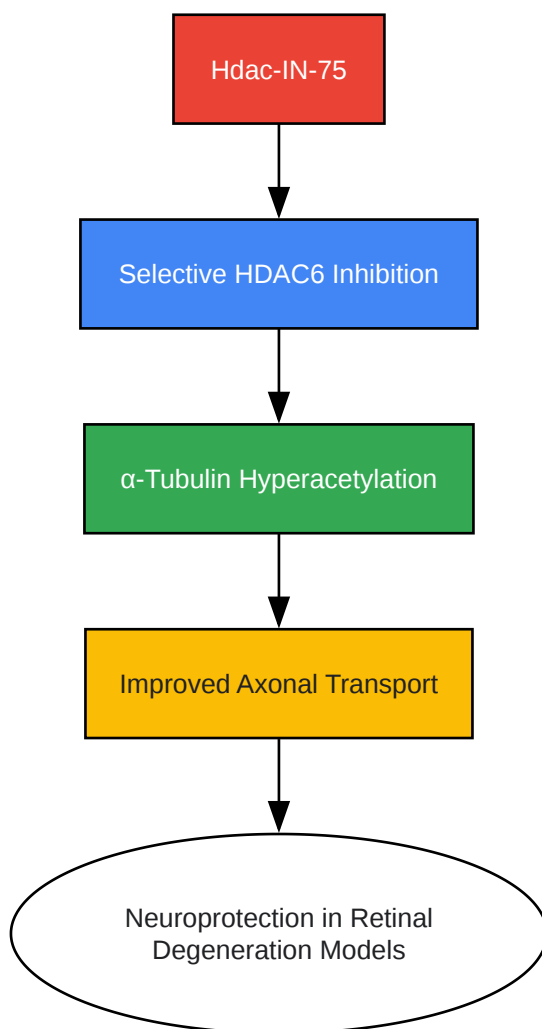 Hdac-IN-75
Selective HDAC6 Inhibition
α-Tubulin Hyperacetylation
Improved Axonal Transport
Neuroprotection in Retinal
Degeneration Models